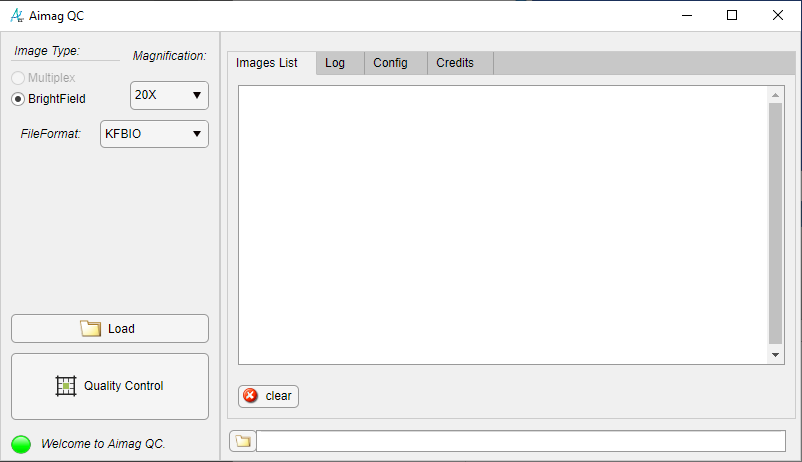 Aimag QC
Image Type:
Magnification:
Multiplex
BrightField
20X
FileFormat:
KFBIO
Load
Quality Control
Welcome to Aimag QC.
Images List
Log
Config
Credits
clear